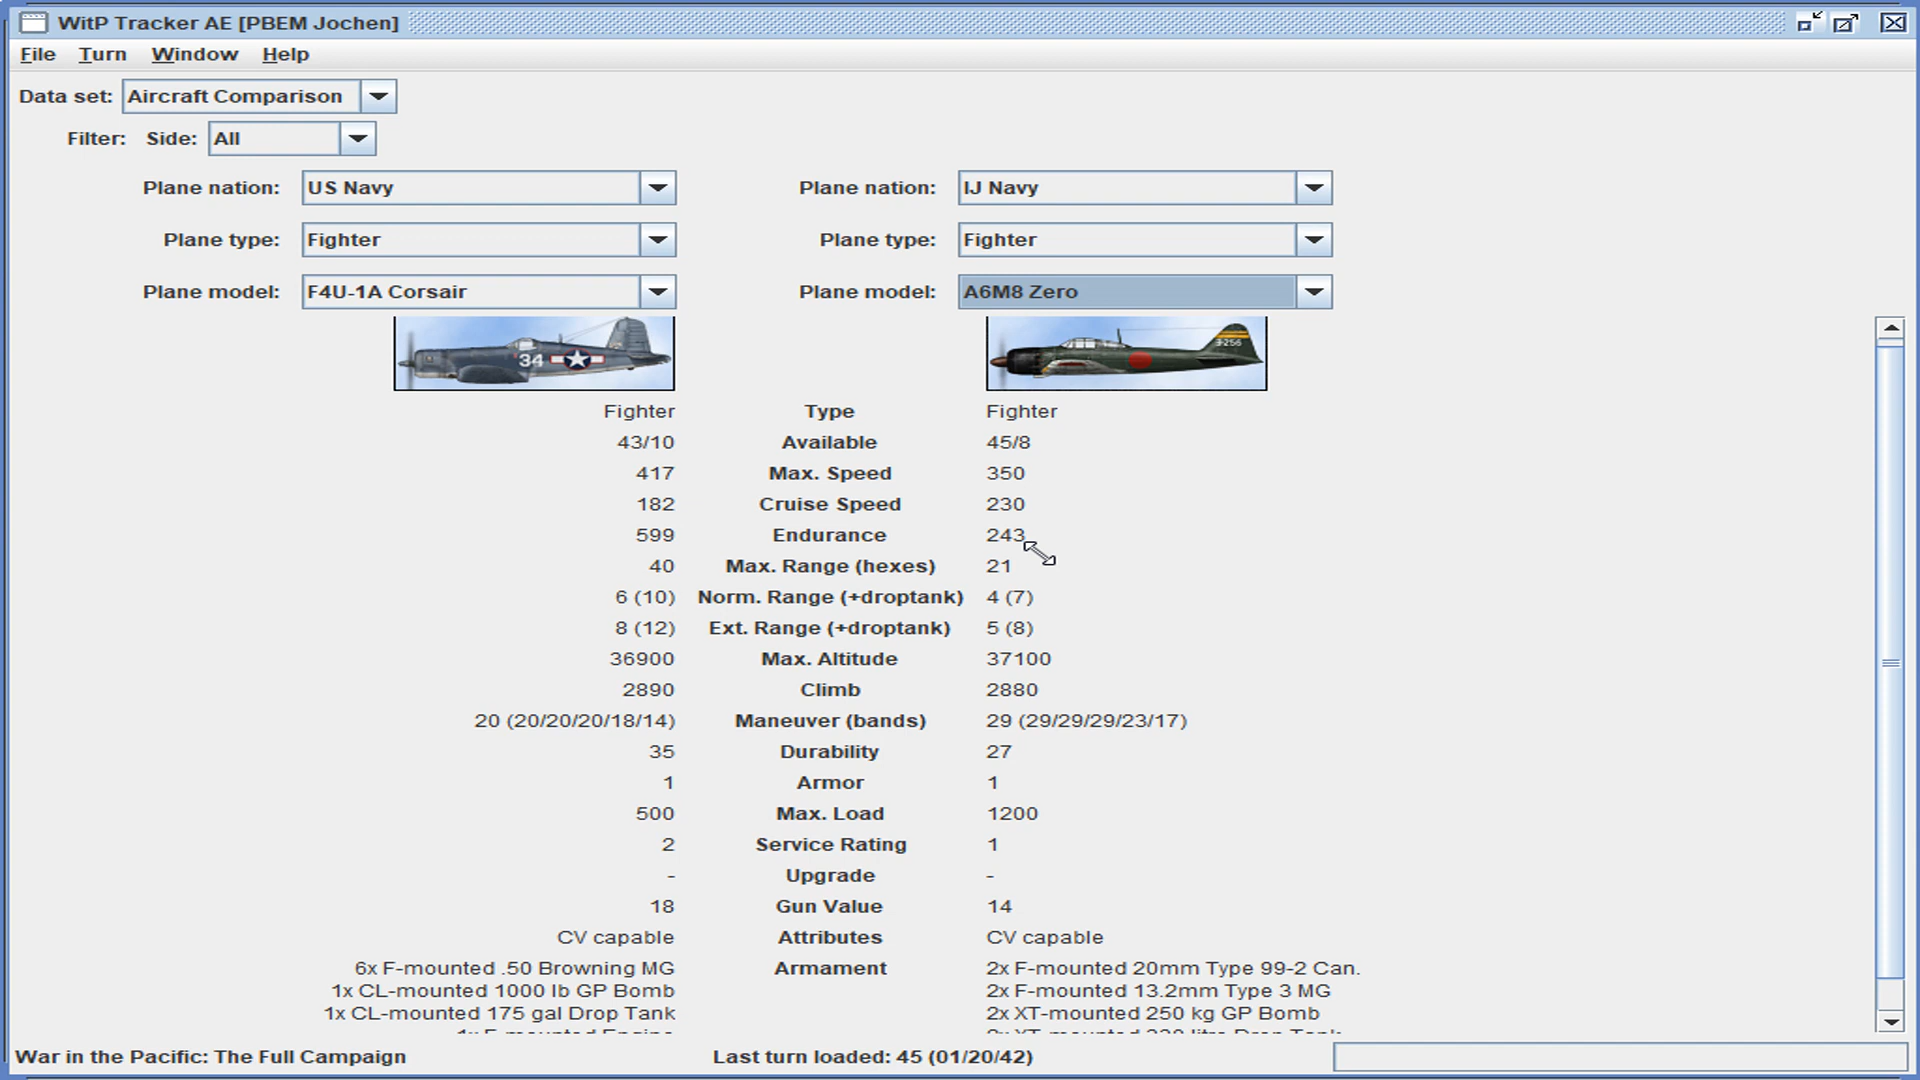 WitP Tracker AE [PBEM Jochen]
File Turn Window Help
Data set: Aircraft Comparison
Filter: Side: All
Plane nation: US Navy Plane nation: IJ Navy
Plane type: Fighter Plane type: Fighter
Plane model: F4U-1A Corsair Plane model: A6M8 Zero
34
Fighter Type Fighter
43/10 Available 45/8
417 Max. Speed 350
182 Cruise Speed 230
599 Endurance 243
40 Max. Range (hexes) 21
6 (10) Norm. Range (+droptank) 4 (7)
8 (12) Ext. Range (+droptank) 5 (8)
36900 Max. Altitude 37100
2890 Climb 2880
20 (20/20/20/18/14) Maneuver (bands) 29 (29/29/29/23/17)
35 Durability 27
1 Armor 1
500 Max. Load 1200
2 Service Rating 1
- Upgrade -
18 Gun Value 14
CV capable Attributes CV capable
6x F-mounted .50 Browning MG Armament 2x F-mounted 20mm Type 99-2 Can.
1x CL-mounted 1000 lb GP Bomb 2x F-mounted 13.2mm Type 3 MG
1x CL-mounted 175 gal Drop Tank 2x XT-mounted 250 kg GP Bomb
War in the Pacific: The Full Campaign Last turn loaded: 45 (01/20/42)